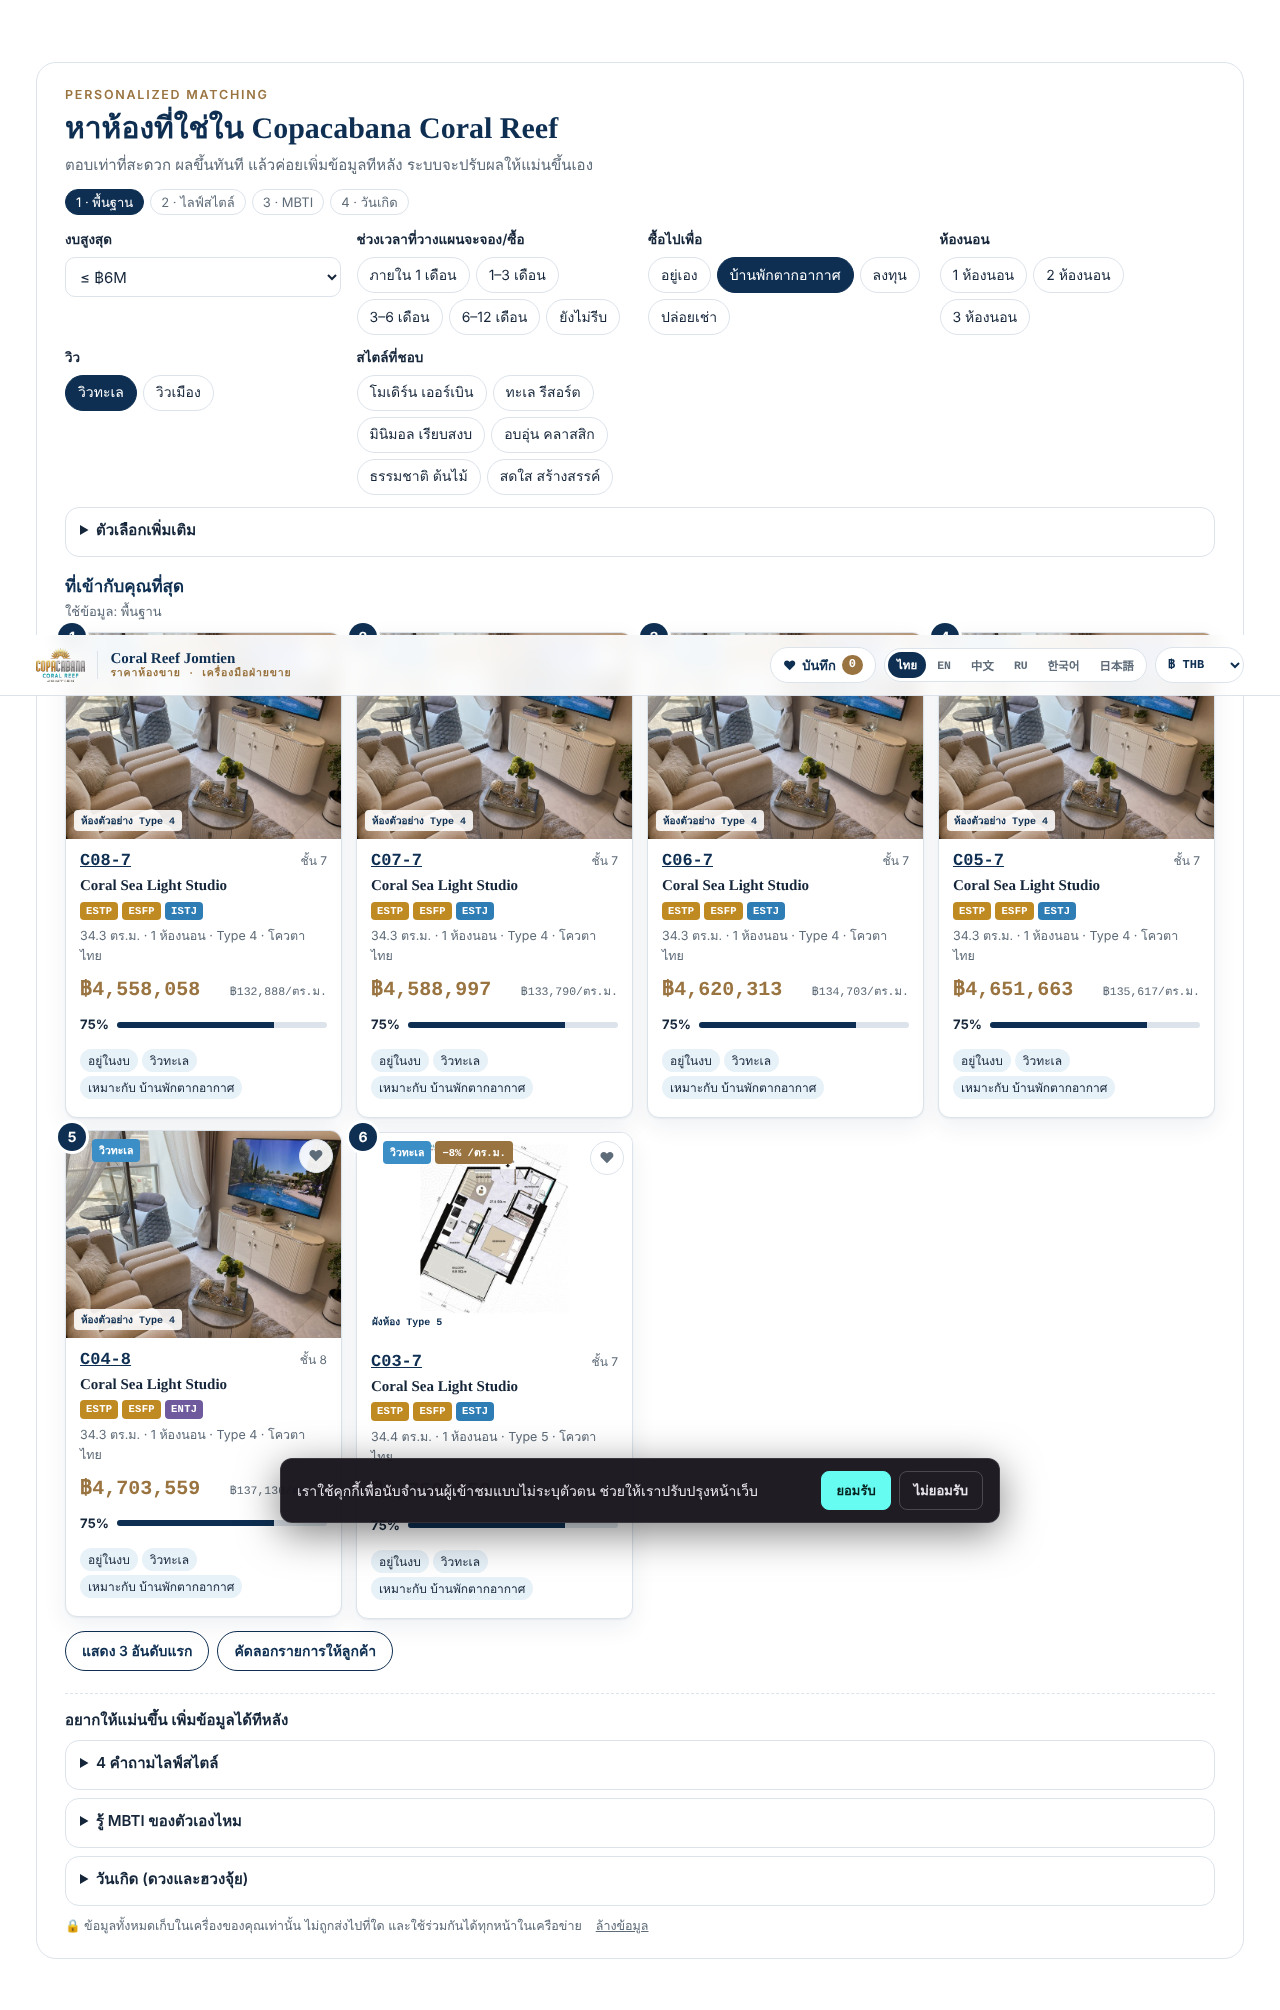 PERSONALIZED MATCHING
หาห้องที่ใช่ใน Copacabana Coral Reef
ตอบเท่าที่สะดวก ผลขึ้นทันที แล้วค่อยเพิ่มข้อมูลทีหลัง ระบบจะปรับผลให้แม่นขึ้นเอง
1 · พื้นฐาน
2 · ไลฟ์สไตล์
3 · MBTI
4 · วันเกิด
งบสูงสุด
≤ ฿6M
ช่วงเวลาที่วางแผนจะจอง/ซื้อ
ภายใน 1 เดือน
1–3 เดือน
3–6 เดือน
6–12 เดือน
ยังไม่รีบ
ซื้อไปเพื่อ
อยู่เอง
บ้านพักตากอากาศ
ลงทุน
ปล่อยเช่า
ห้องนอน
1 ห้องนอน
2 ห้องนอน
3 ห้องนอน
วิว
วิวทะเล
วิวเมือง
สไตล์ที่ชอบ
โมเดิร์น เออร์เบิน
ทะเล รีสอร์ต
มินิมอล เรียบสงบ
อบอุ่น คลาสสิก
ธรรมชาติ ต้นไม้
สดใส สร้างสรรค์
ตัวเลือกเพิ่มเติม
ที่เข้ากับคุณที่สุด
ใช้ข้อมูล: พื้นฐาน
COPACABANA
CORAL REEF
JOMTIEN
Coral Reef Jomtien
ราคาห้องขาย · เครื่องมือฝ่ายขาย
บันทึก 0
ไทย
EN
中文
RU
한국어
日本語
฿ THB
ห้องตัวอย่าง Type 4
C08-7
ชั้น 7
Coral Sea Light Studio
ESTP ESFP ISTJ
34.3 ตร.ม. · 1 ห้องนอน · Type 4 · โควตา
ไทย
฿4,558,058
฿132,888/ตร.ม.
75%
อยู่ในงบ
วิวทะเล
เหมาะกับ บ้านพักตากอากาศ
ห้องตัวอย่าง Type 4
C07-7
ชั้น 7
Coral Sea Light Studio
ESTP ESFP ESTJ
34.3 ตร.ม. · 1 ห้องนอน · Type 4 · โควตา
ไทย
฿4,588,997
฿133,790/ตร.ม.
75%
อยู่ในงบ
วิวทะเล
เหมาะกับ บ้านพักตากอากาศ
ห้องตัวอย่าง Type 4
C06-7
ชั้น 7
Coral Sea Light Studio
ESTP ESFP ESTJ
34.3 ตร.ม. · 1 ห้องนอน · Type 4 · โควตา
ไทย
฿4,620,313
฿134,703/ตร.ม.
75%
อยู่ในงบ
วิวทะเล
เหมาะกับ บ้านพักตากอากาศ
ห้องตัวอย่าง Type 4
C05-7
ชั้น 7
Coral Sea Light Studio
ESTP ESFP ESTJ
34.3 ตร.ม. · 1 ห้องนอน · Type 4 · โควตา
ไทย
฿4,651,663
฿135,617/ตร.ม.
75%
อยู่ในงบ
วิวทะเล
เหมาะกับ บ้านพักตากอากาศ
5
วิวทะเล
ห้องตัวอย่าง Type 4
C04-8
ชั้น 8
Coral Sea Light Studio
ESTP ESFP ENTJ
34.3 ตร.ม. · 1 ห้องนอน · Type 4 · โควตา
ไทย
฿4,703,559
75%
อยู่ในงบ
วิวทะเล
เหมาะกับ บ้านพักตากอากาศ
6
วิวทะเล
−8% /ตร.ม.
ผังห้อง Type 5
C03-7
ชั้น 7
Coral Sea Light Studio
ESTP ESFP ESTJ
34.4 ตร.ม. · 1 ห้องนอน · Type 5 · โควตา
ไทย
75%
อยู่ในงบ
วิวทะเล
เหมาะกับ บ้านพักตากอากาศ
เราใช้คุกกี้เพื่อนับจำนวนผู้เข้าชมแบบไม่ระบุตัวตน ช่วยให้เราปรับปรุงหน้าเว็บ
ยอมรับ
ไม่ยอมรับ
แสดง 3 อันดับแรก
คัดลอกรายการให้ลูกค้า
อยากให้แม่นขึ้น เพิ่มข้อมูลได้ทีหลัง
4 คำถามไลฟ์สไตล์
รู้ MBTI ของตัวเองไหม
วันเกิด (ดวงและฮวงจุ้ย)
ข้อมูลทั้งหมดเก็บในเครื่องของคุณเท่านั้น ไม่ถูกส่งไปที่ใด และใช้ร่วมกันได้ทุกหน้าในเครือข่าย ล้างข้อมูล